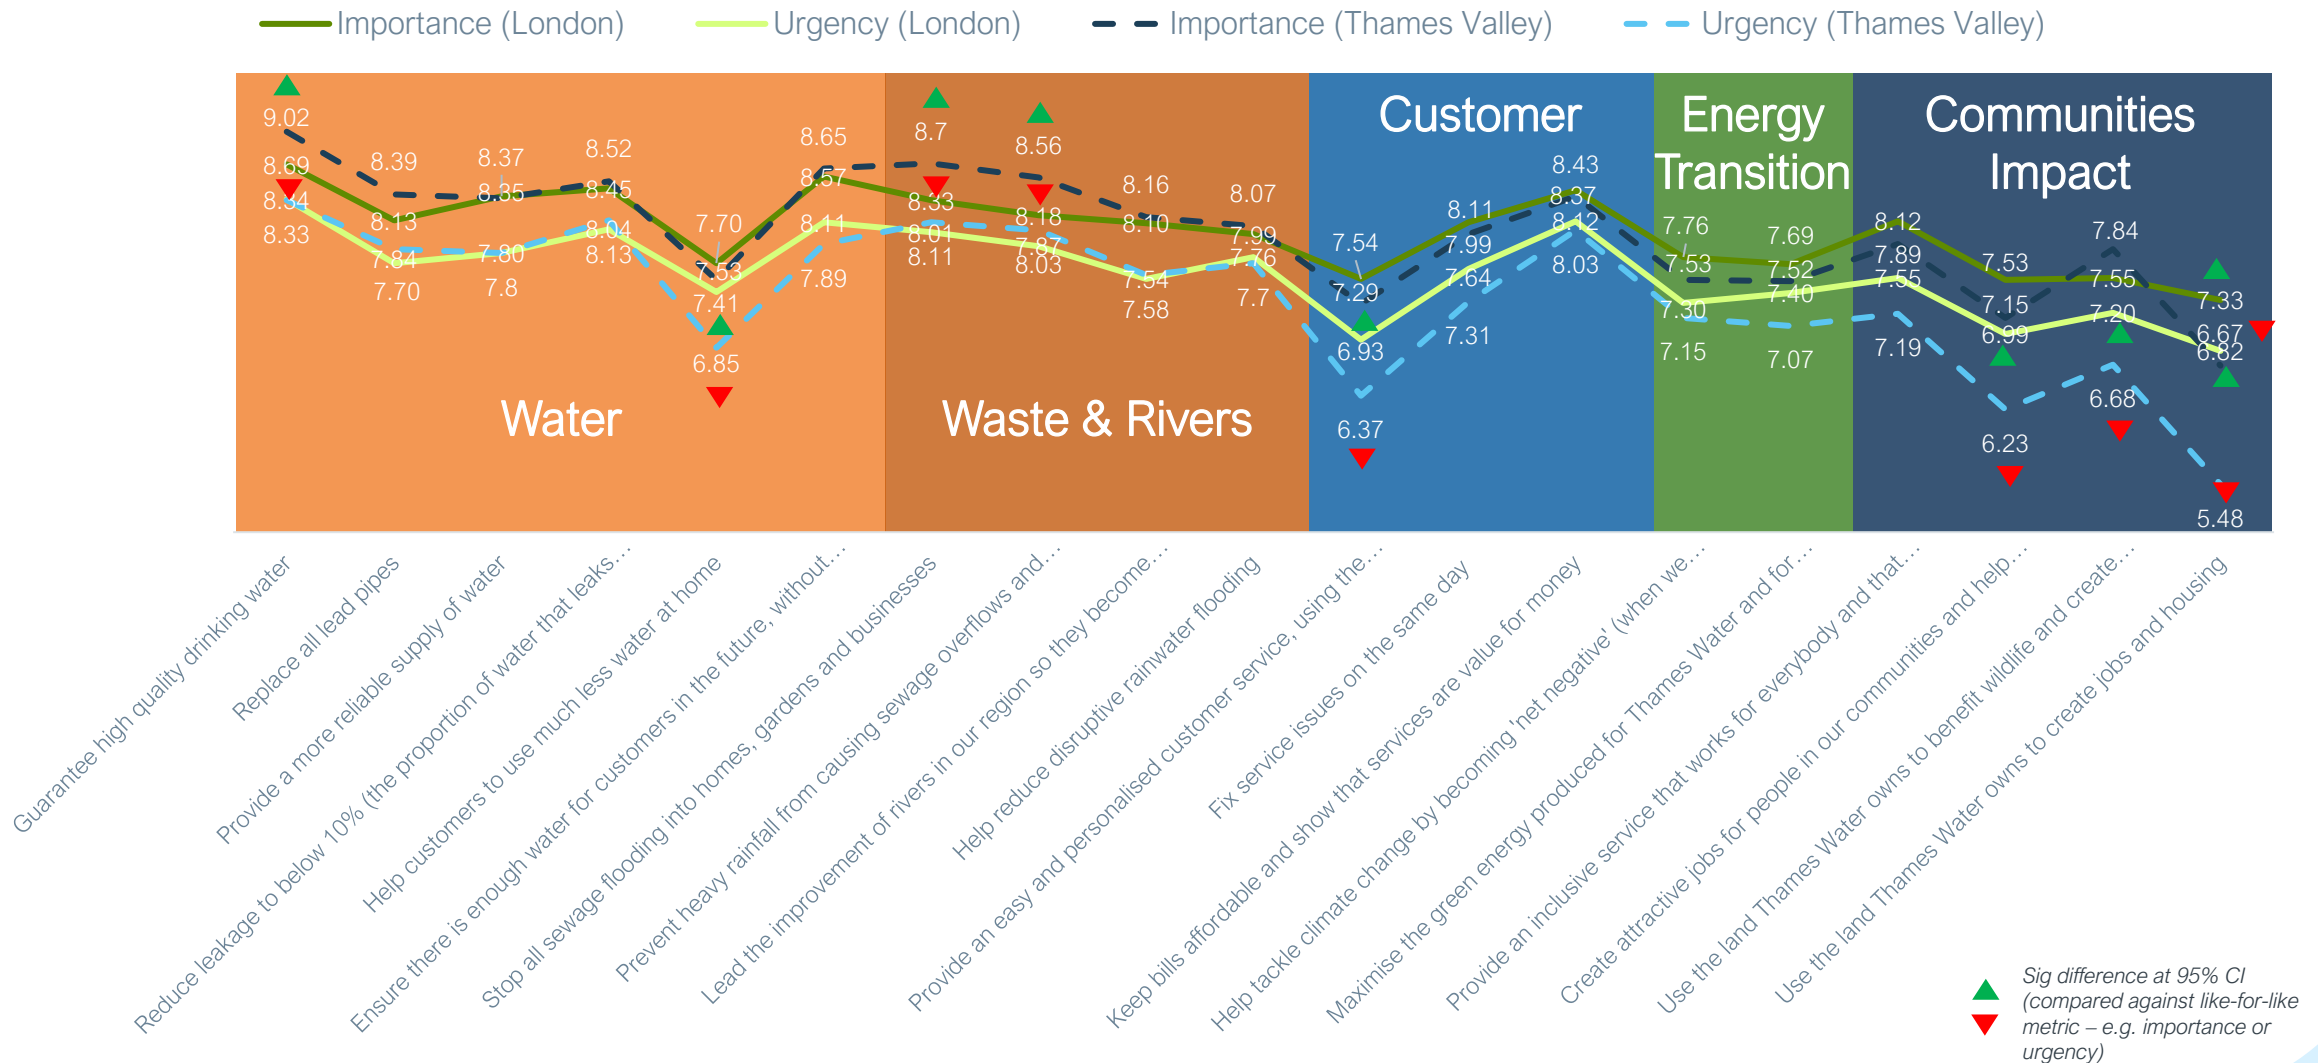 Importance (London)
Urgency (London)
Importance (Thames Valley)
Urgency (Thames Valley)
Water
Waste & Rivers
Customer
Energy
Transition
Communities
Impact
9.02
8.69
8.34
8.33
8.39
8.13
7.84
7.70
8.37
8.35
7.80
7.8
8.52
8.45
8.04
8.13
7.70
7.53
7.41
6.85
8.65
8.57
8.11
7.89
8.7
8.33
8.01
8.11
8.56
8.18
7.87
8.03
8.16
8.10
7.54
7.58
8.07
7.99
7.76
7.7
7.54
7.29
6.93
6.37
8.11
7.99
7.64
7.31
8.43
8.37
8.12
8.03
7.76
7.53
7.30
7.15
7.69
7.52
7.40
7.07
8.12
7.89
7.55
7.19
7.53
7.15
6.99
6.23
7.84
7.55
7.20
6.68
7.33
6.67
6.82
5.48
Guarantee high quality drinking water
Replace all lead pipes
Provide a more reliable supply of water
Reduce leakage to below 10% (the proportion of water that leaks…
Help customers to use much less water at home
Ensure there is enough water for customers in the future, without…
Stop all sewage flooding into homes, gardens and businesses
Prevent heavy rainfall from causing sewage overflows and…
Lead the improvement of rivers in our region so they become…
Help reduce disruptive rainwater flooding
Provide an easy and personalised customer service, using the…
Fix service issues on the same day
Keep bills affordable and show that services are value for money
Help tackle climate change by becoming 'net negative' (when we…
Maximise the green energy produced for Thames Water and for…
Provide an inclusive service that works for everybody and that…
Create attractive jobs for people in our communities and help…
Use the land Thames Water owns to benefit wildlife and create…
Use the land Thames Water owns to create jobs and housing
Sig difference at 95% CI
(compared against like-for-like
metric – e.g. importance or
urgency)